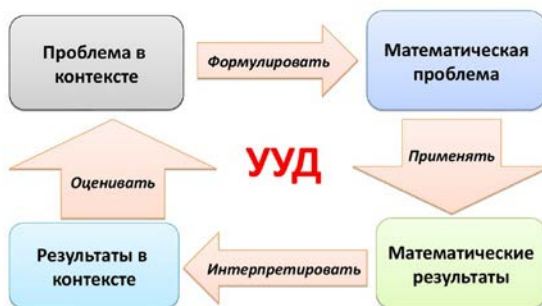 Проблема в
контексте
Формулировать
Математическая
проблема
УУД
Применять
Оценивать
Результаты в
контексте
Интерпретировать
Математические
результаты